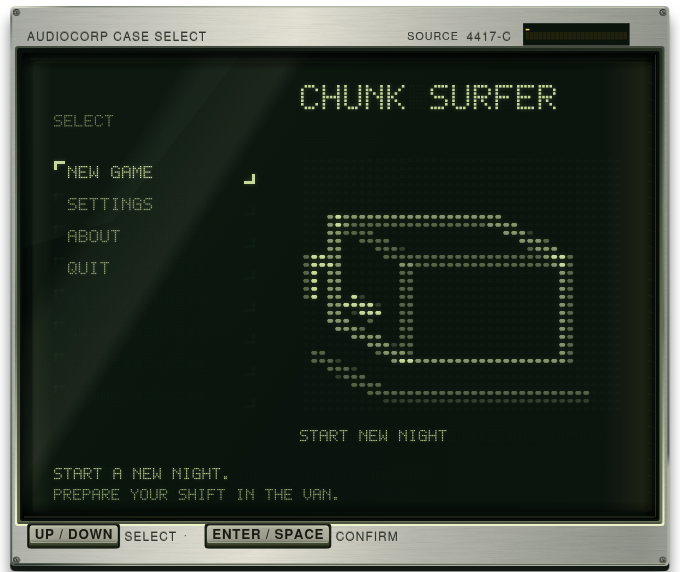 AUDIOCORP CASE SELECT
SOURCE 4417-C
CHUNK SURFER
SELECT
NEW GAME
SETTINGS
ABOUT
QUIT
START NEW NIGHT
START A NEW NIGHT.
PREPARE YOUR SHIFT IN THE VAN.
UP / DOWN SELECT · ENTER / SPACE CONFIRM